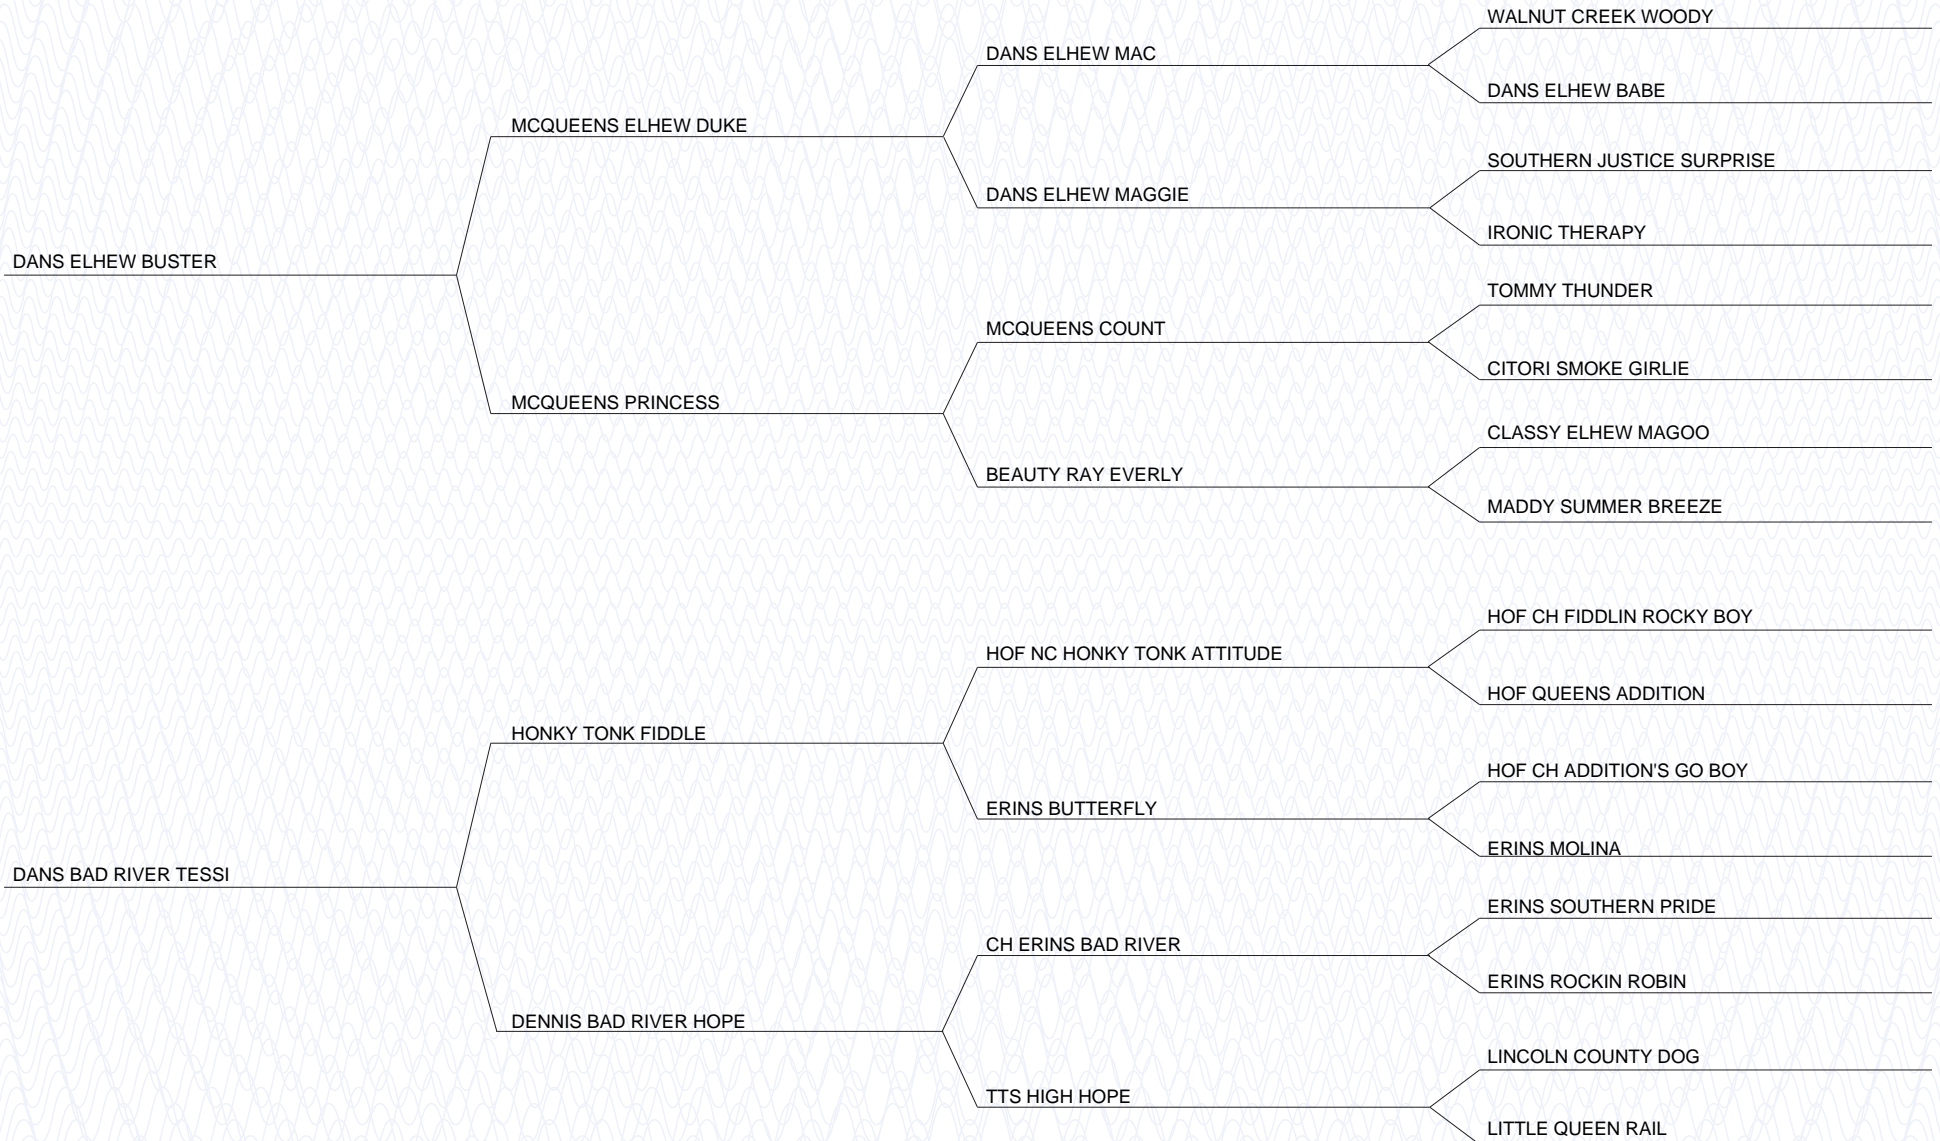 WALNUT CREEK WOODY
DANS ELHEW MAC
DANS ELHEW BABE
MCQUEENS ELHEW DUKE
SOUTHERN JUSTICE SURPRISE
DANS ELHEW MAGGIE
IRONIC THERAPY
DANS ELHEW BUSTER
TOMMY THUNDER
MCQUEENS COUNT
CITORI SMOKE GIRLIE
MCQUEENS PRINCESS
CLASSY ELHEW MAGOO
BEAUTY RAY EVERLY
MADDY SUMMER BREEZE
HOF CH FIDDLIN ROCKY BOY
HOF NC HONKY TONK ATTITUDE
HOF QUEENS ADDITION
HONKY TONK FIDDLE
HOF CH ADDITION'S GO BOY
ERINS BUTTERFLY
ERINS MOLINA
DANS BAD RIVER TESSI
ERINS SOUTHERN PRIDE
CH ERINS BAD RIVER
ERINS ROCKIN ROBIN
DENNIS BAD RIVER HOPE
LINCOLN COUNTY DOG
TTS HIGH HOPE
LITTLE QUEEN RAIL